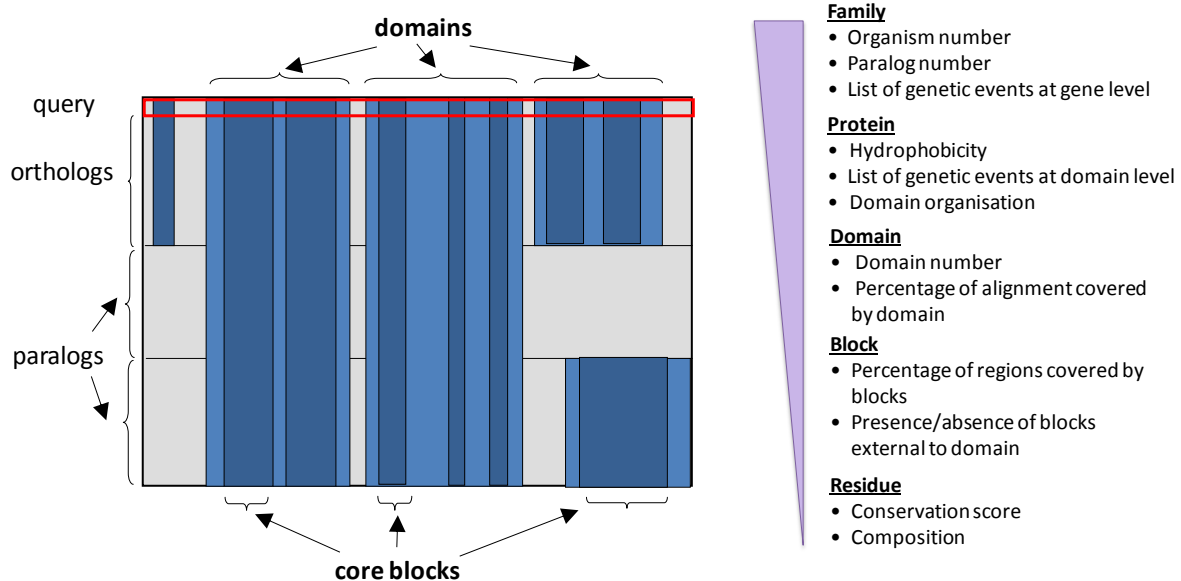 domains
query
orthologs
paralogs
core blocks
Family
• Organism number
• Paralog number
• List of genetic events at gene level
Protein
• Hydrophobicity
• List of genetic events at domain level
• Domain organisation
Domain
• Domain number
• Percentage of alignment covered
by domain
Block
• Percentage of regions covered by
blocks
• Presence/absence of blocks
external to domain
Residue
• Conservation score
• Composition